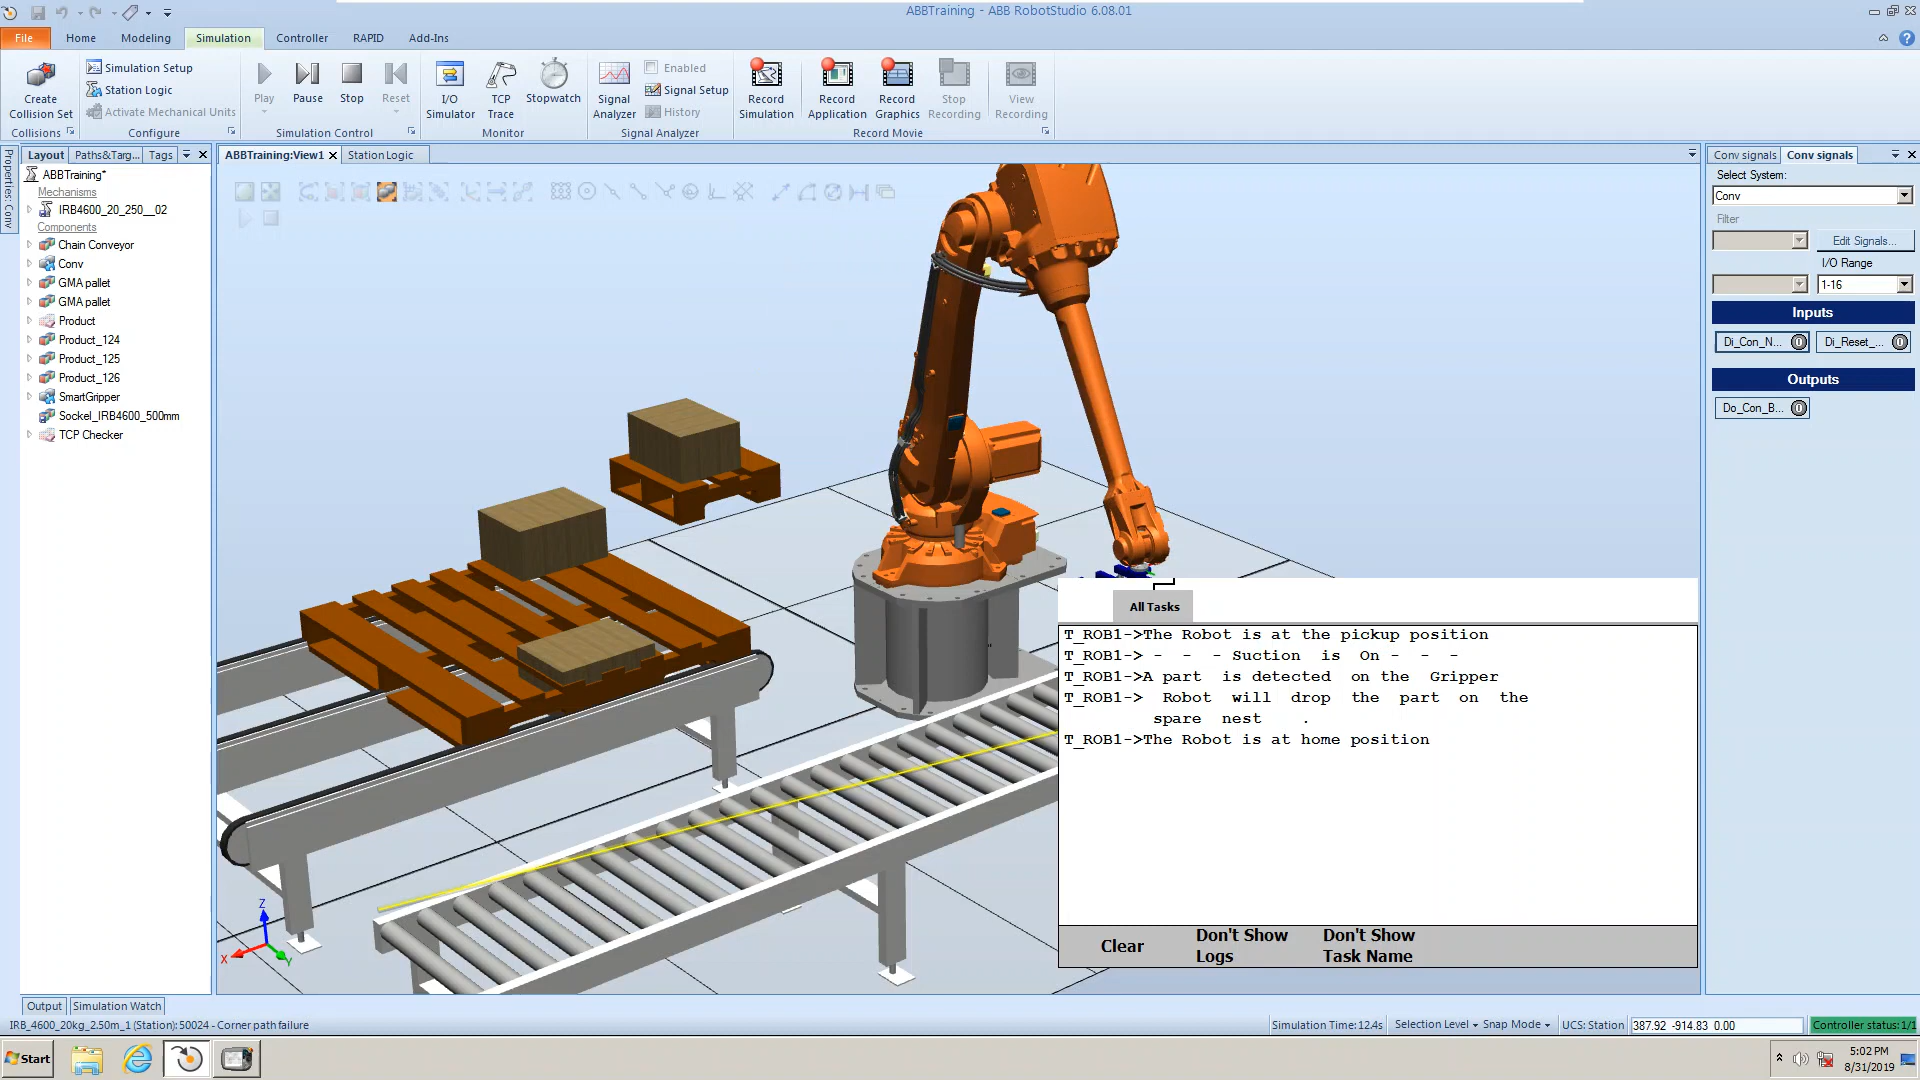 ABBTraining - ABB RobotStudio 6.08.01
File Home Modeling Simulation Controller RAPID Add-Ins
Create Collision Set
Simulation Setup
Station Logic
Activate Mechanical Units
Play Pause Stop Reset
I/O Simulator
TCP Trace
Stopwatch
Signal Analyzer
Enabled
Signal Setup
History
Record Simulation
Record Application
Record Graphics
Stop Recording
View Recording
Collisions Configure Simulation Control Monitor Signal Analyzer Record Movie
Properties: Conv
Layout Paths&Targ... Tags
ABBTraining:View1 Station Logic
ABBTraining*
Mechanisms
IRB4600_20_250__02
Components
Chain Conveyor
Conv
GMA pallet
GMA pallet
Product
Product_124
Product_125
Product_126
SmartGripper
Sockel_IRB4600_500mm
TCP Checker
Z
X
Y
All Tasks
T_ROB1->The Robot is at the pickup position
T_ROB1-> - - - Suction is On - - -
T_ROB1->A part is detected on the Gripper
T_ROB1-> Robot will drop the part on the
spare nest .
T_ROB1->The Robot is at home position
Clear
Don't Show Logs
Don't Show Task Name
Conv signals Conv signals
Select System:
Conv
Filter
Edit Signals...
I/O Range
1-16
Inputs
Di_Con_N... Di_Reset_...
Outputs
Do_Con_B...
Output Simulation Watch
IRB_4600_20kg_2.50m_1 (Station): 50024 - Corner path failure
Simulation Time: 12.4s Selection Level Snap Mode UCS: Station 387.92 -914.83 0.00 Controller status: 1/1
Start
5:02 PM
8/31/2019